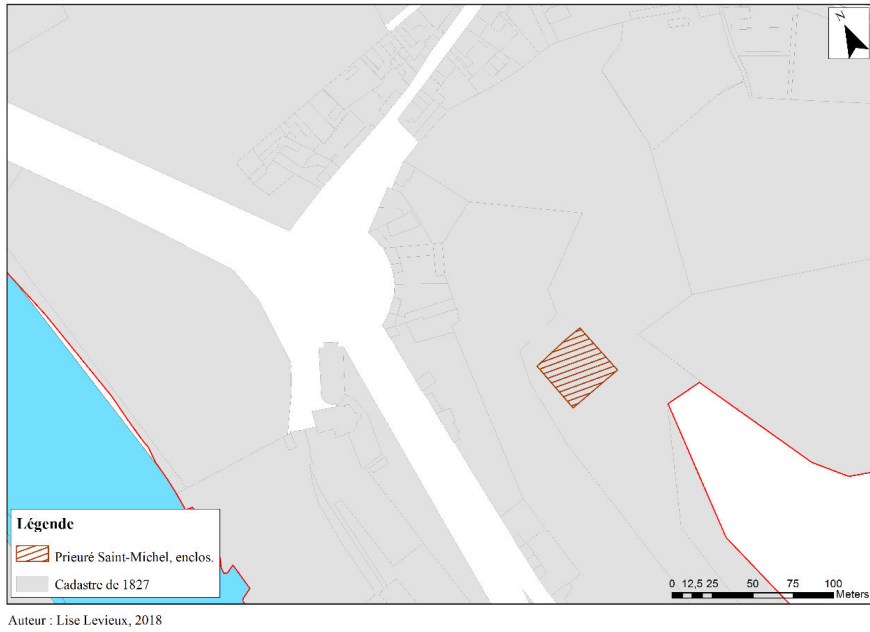 N
Légende
Prieuré Saint-Michel, enclos.
Cadastre de 1827
0 12,5 25 50 75 100
Meters
Auteur : Lise Levieux, 2018